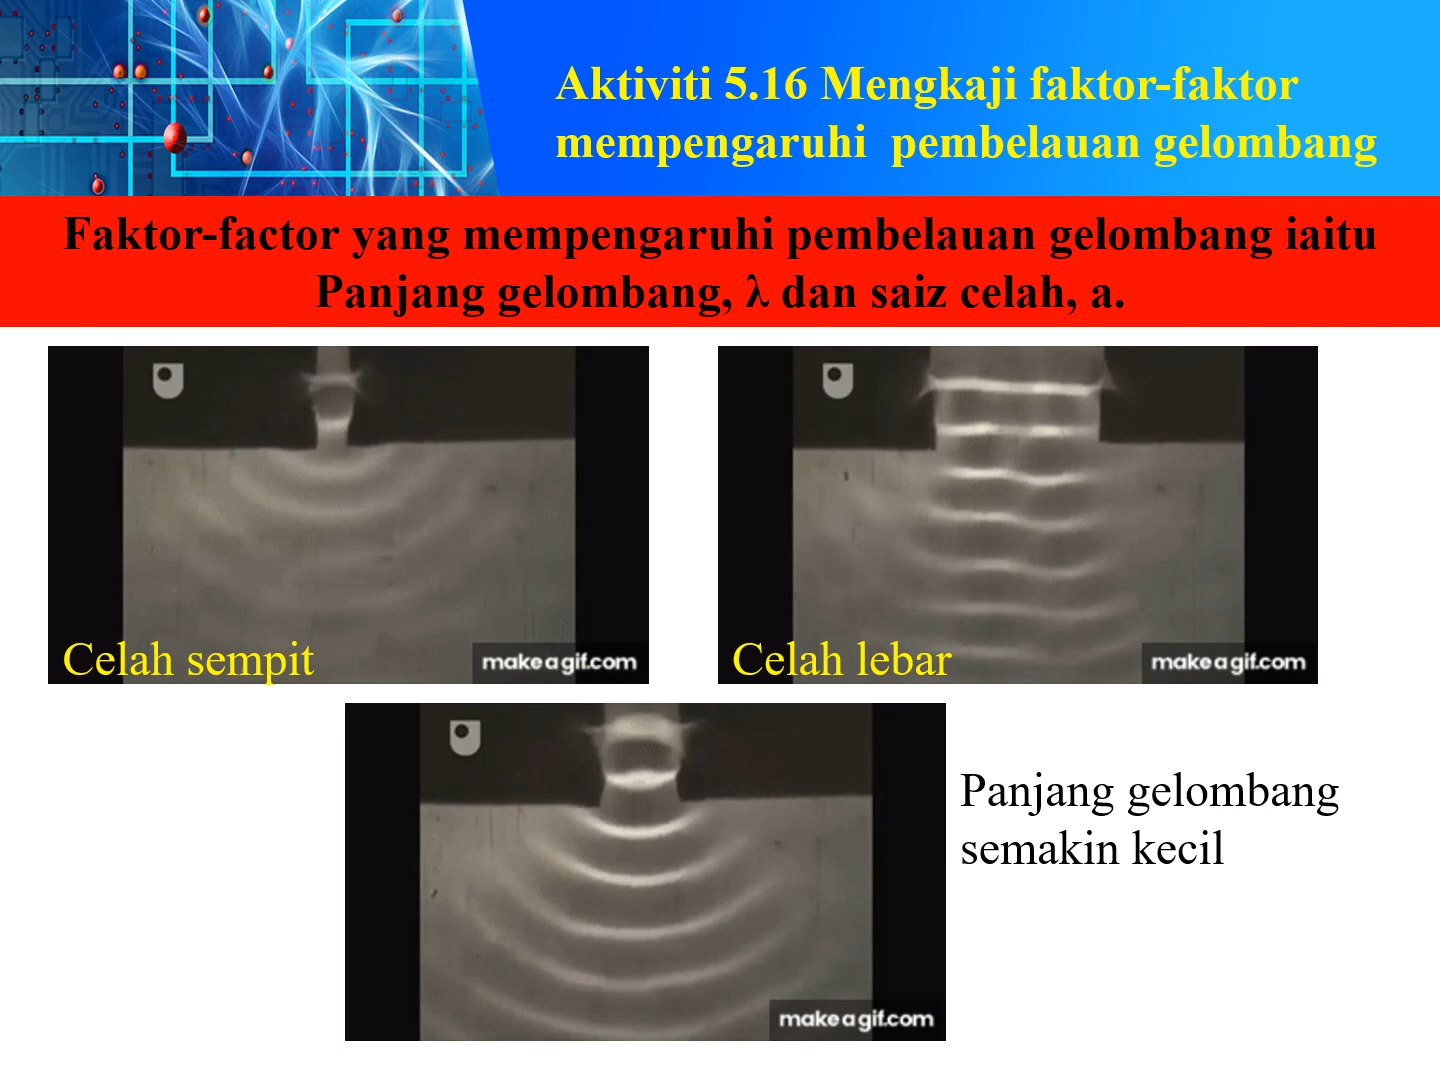 Aktiviti 5.16 Mengkaji faktor-faktor
mempengaruhi  pembelauan gelombang
Faktor-factor yang mempengaruhi pembelauan gelombang iaitu
Panjang gelombang, λ dan saiz celah, a.
Celah sempit
makeagif.com
Celah lebar
makeagif.com
Panjang gelombang
semakin kecil
makeagif.com